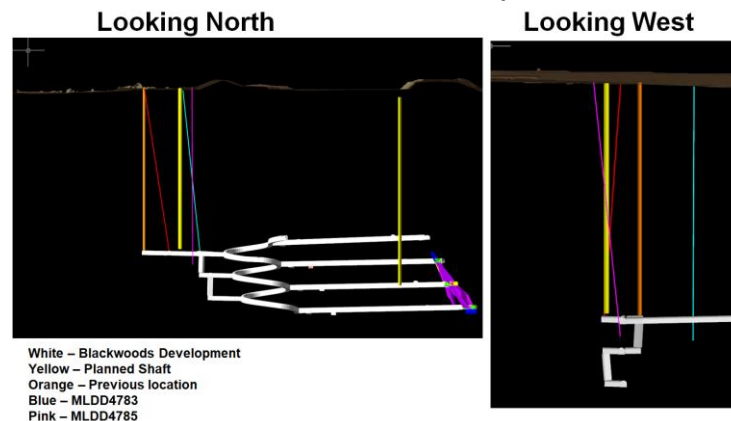 Looking North
Looking West
White – Blackwoods Development
Yellow – Planned Shaft
Orange – Previous location
Blue – MLDD4783
Pink – MLDD4785